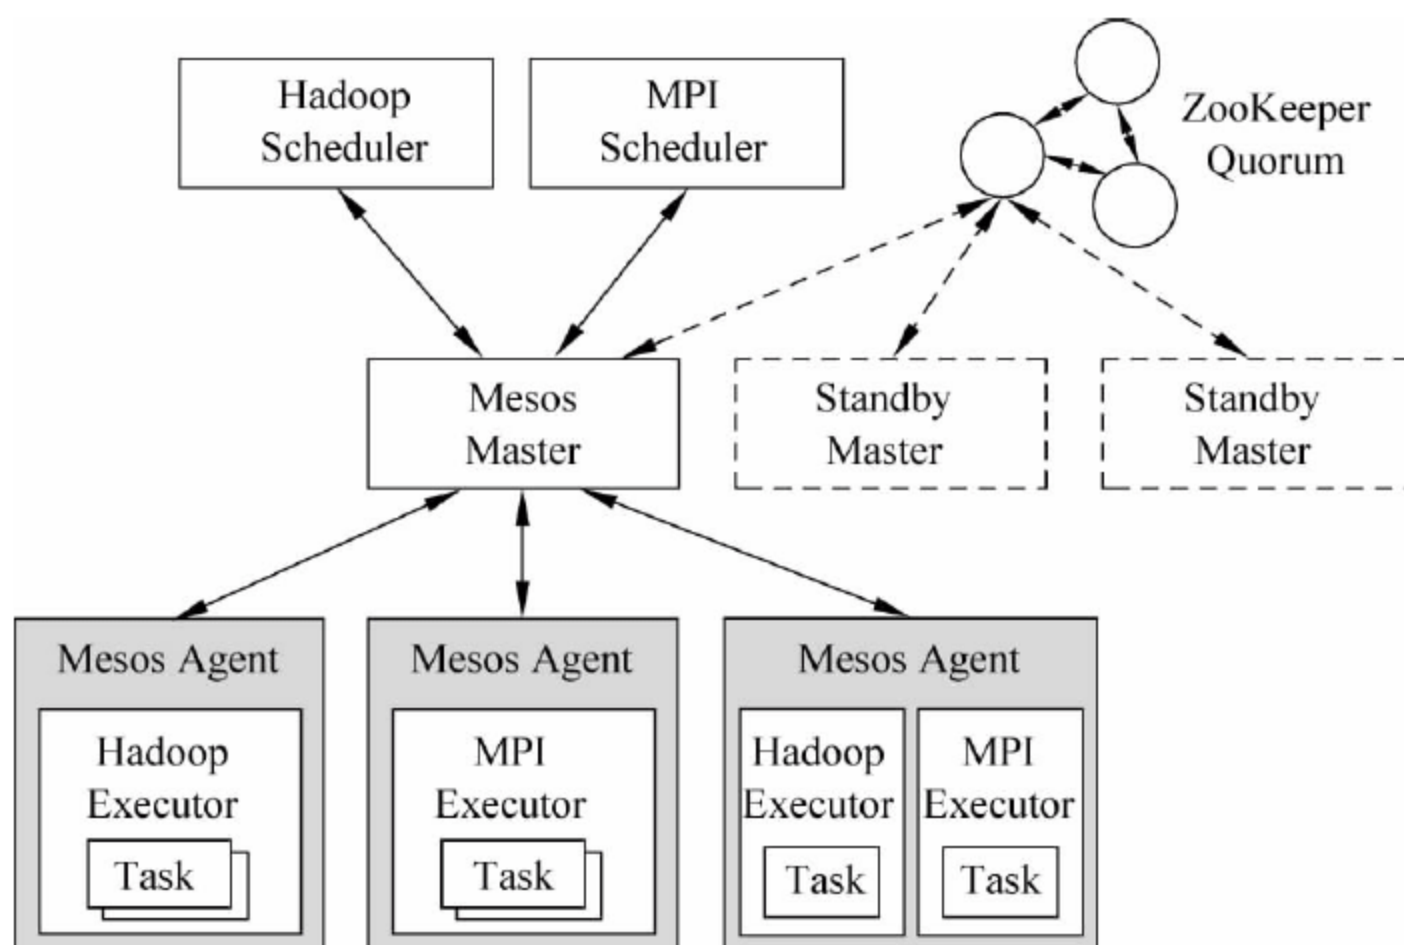 Hadoop
Scheduler
MPI
Scheduler
ZooKeeper
Quorum
Mesos
Master
Standby
Master
Standby
Master
Mesos Agent
Hadoop
Executor
Task
Mesos Agent
MPI
Executor
Task
Mesos Agent
Hadoop
Executor
Task
MPI
Executor
Task